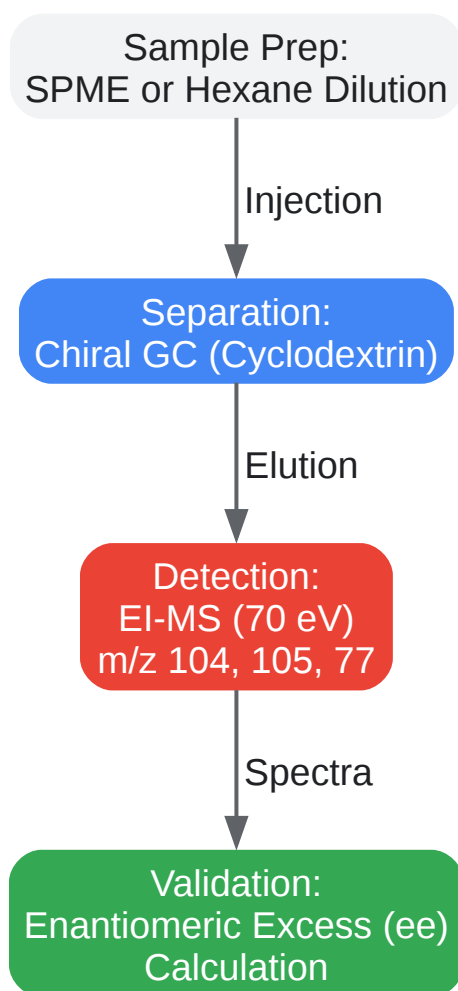 Sample Prep:
SPME or Hexane Dilution
Injection
Separation:
Chiral GC (Cyclodextrin)
Elution
Detection:
EI-MS (70 eV)
m/z 104, 105, 77
Spectra
Validation:
Enantiomeric Excess (ee)
Calculation